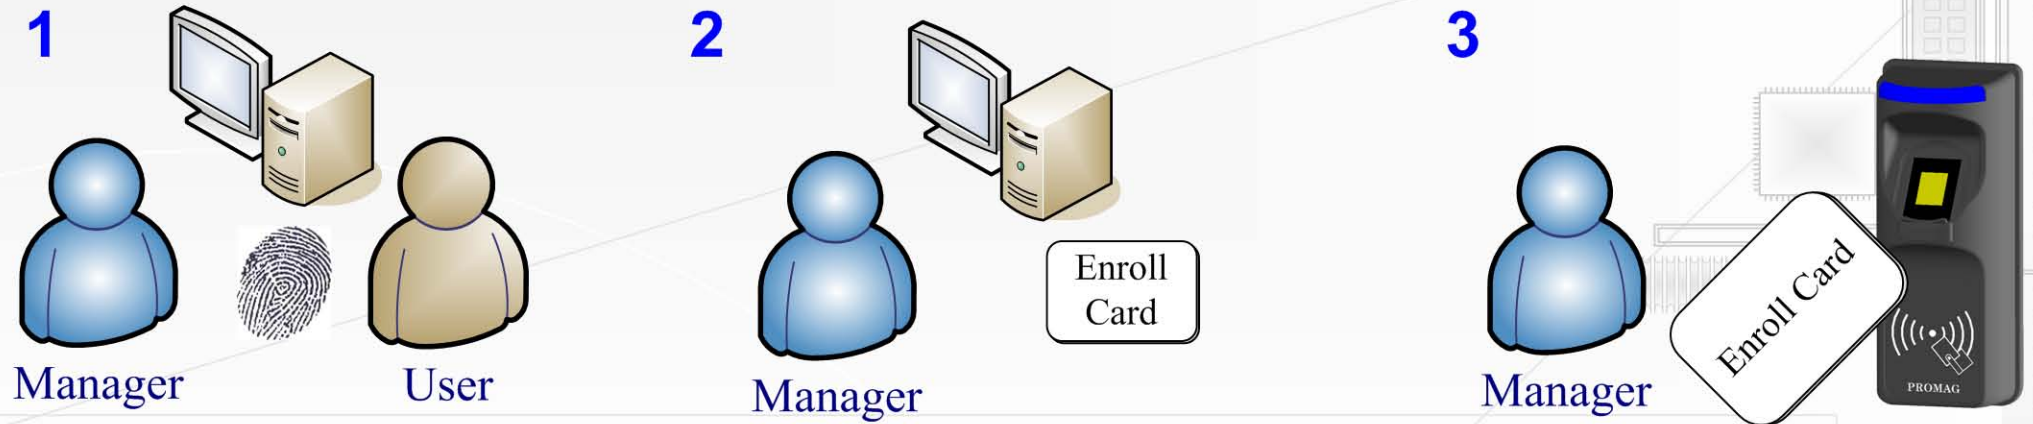 1
Manager
User
2
Enroll
Card
Manager
3
Manager
Enroll Card
PROMAG